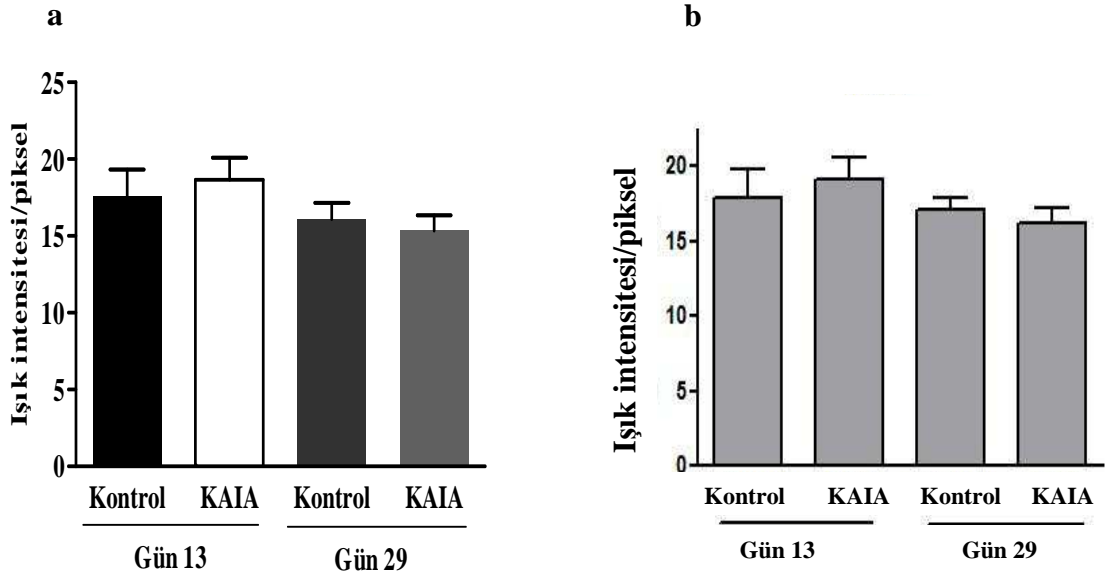 a
Işık intensitesi/piksel
25
20
15
10
5
0
Kontrol KAIA Kontrol KAIA
Gün 13 Gün 29
b
Işık intensitesi/piksel
20
15
10
5
0
Kontrol KAIA Kontrol KAIA
Gün 13 Gün 29